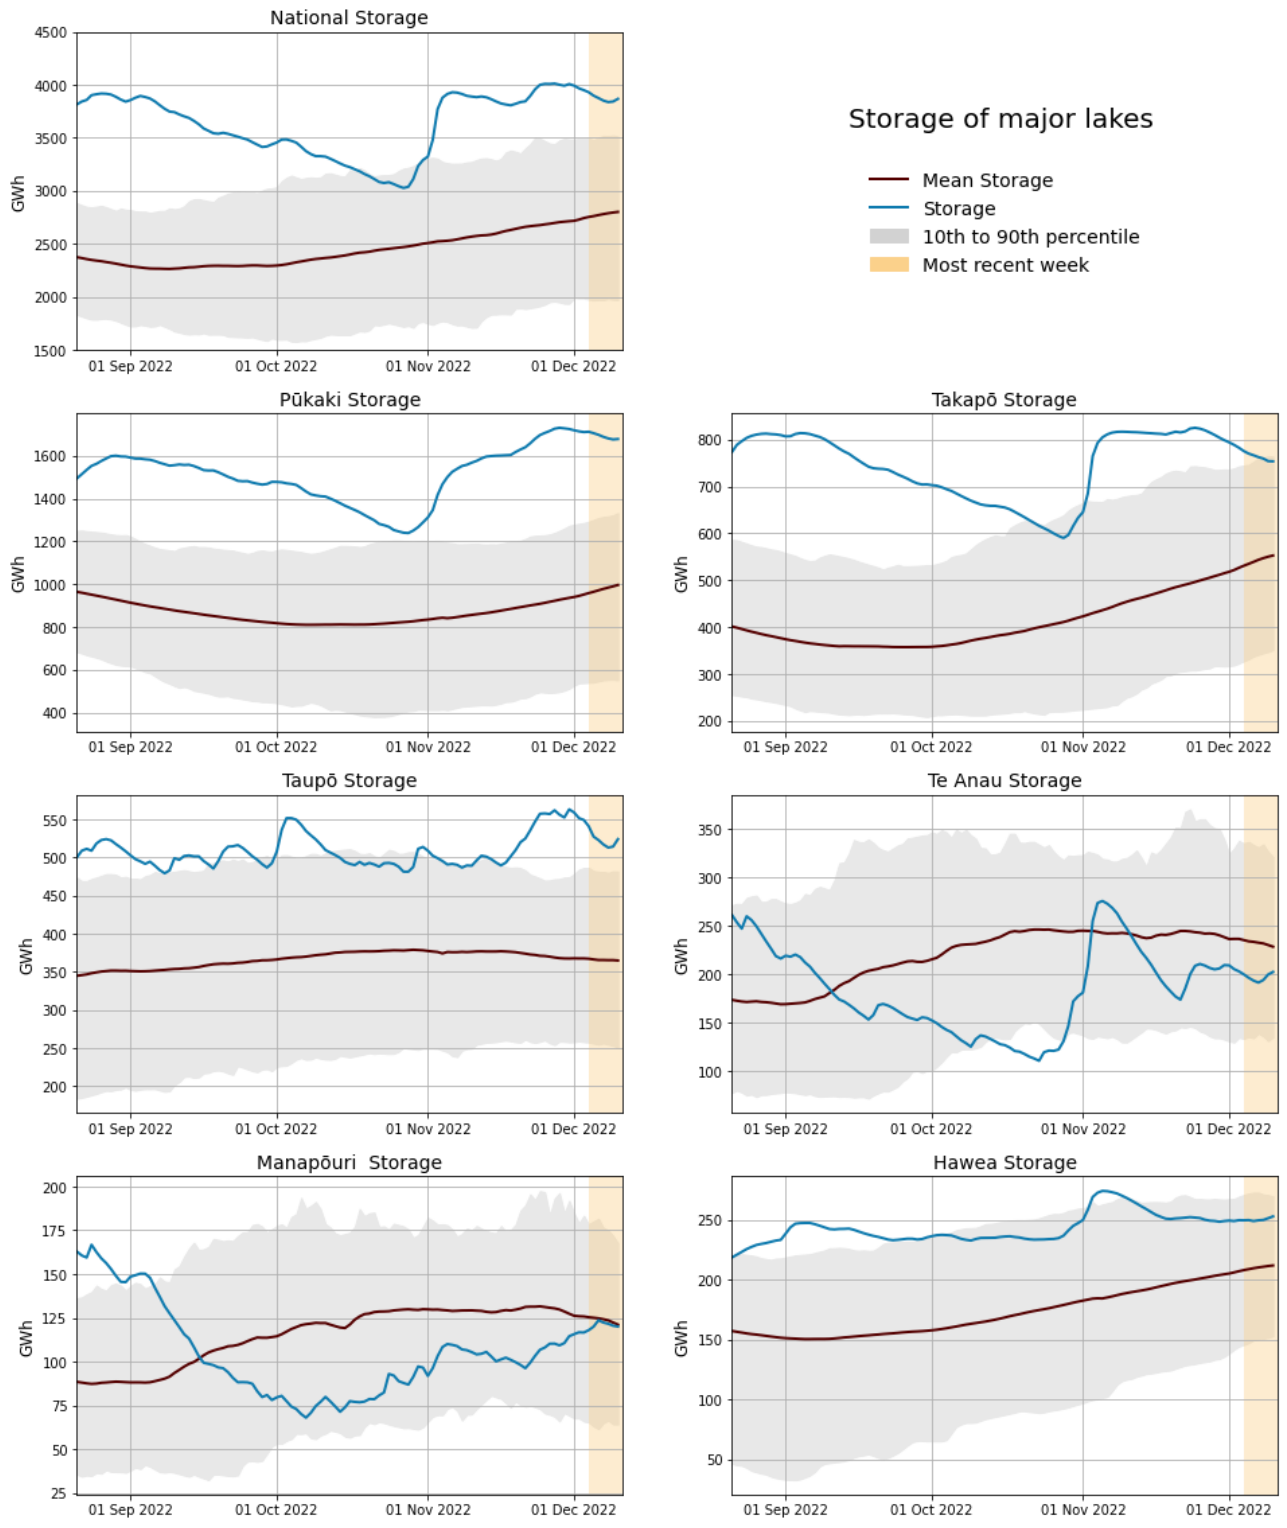 National Storage
4500
4000
3500
3000
2500
2000
1500
GWh
01 Sep 2022 01 Oct 2022 01 Nov 2022 01 Dec 2022
Storage of major lakes
Mean Storage
Storage
10th to 90th percentile
Most recent week
Pūkaki Storage
1600
1400
1200
1000
800
600
400
GWh
01 Sep 2022 01 Oct 2022 01 Nov 2022 01 Dec 2022
Takapō Storage
800
700
600
500
400
300
200
GWh
01 Sep 2022 01 Oct 2022 01 Nov 2022 01 Dec 2022
Taupō Storage
550
500
450
400
350
300
250
200
GWh
01 Sep 2022 01 Oct 2022 01 Nov 2022 01 Dec 2022
Te Anau Storage
350
300
250
200
150
100
GWh
01 Sep 2022 01 Oct 2022 01 Nov 2022 01 Dec 2022
Manapōuri Storage
200
175
150
125
100
75
50
25
GWh
01 Sep 2022 01 Oct 2022 01 Nov 2022 01 Dec 2022
Hawea Storage
250
200
150
100
50
GWh
01 Sep 2022 01 Oct 2022 01 Nov 2022 01 Dec 2022